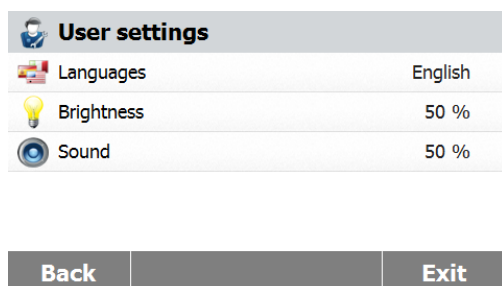 User settings
Languages English
Brightness 50 %
Sound 50 %
Back Exit